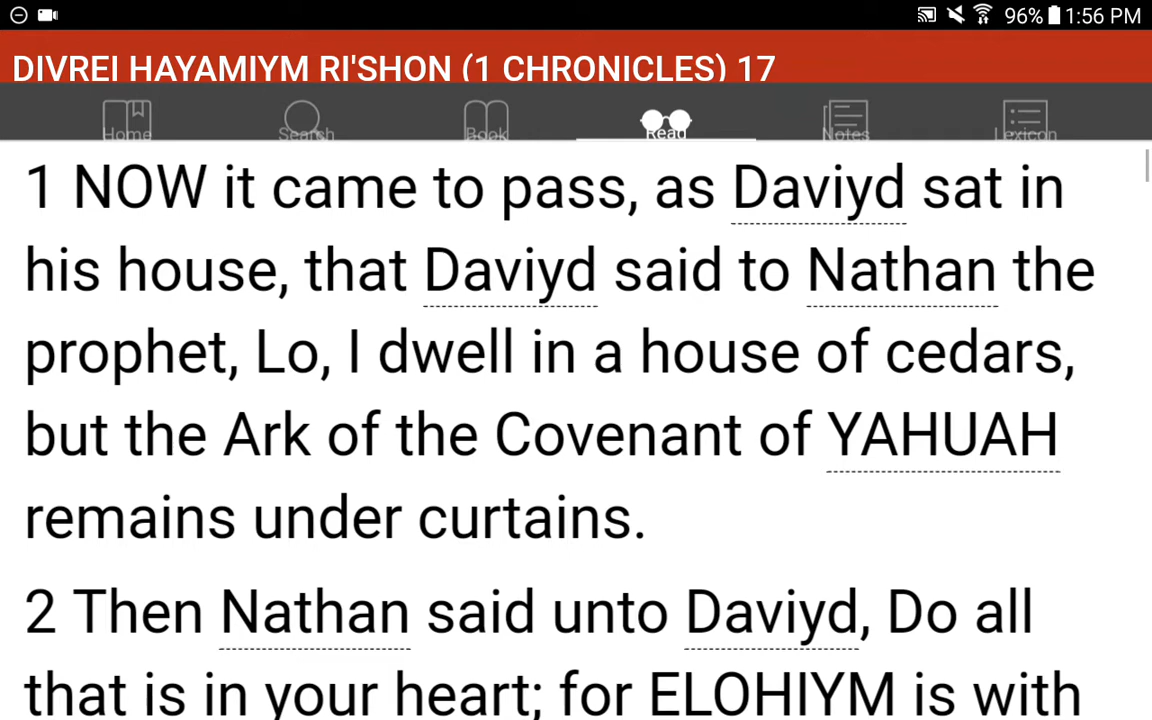 96% 1:56 PM
DIVREI HAYAMIYM RI'SHON (1 CHRONICLES) 17
Home Search Book Read Notes Lexicon
1 NOW it came to pass, as Daviyd sat in
his house, that Daviyd said to Nathan the
prophet, Lo, I dwell in a house of cedars,
but the Ark of the Covenant of YAHUAH
remains under curtains.
2 Then Nathan said unto Daviyd, Do all
that is in your heart; for ELOHIYM is with